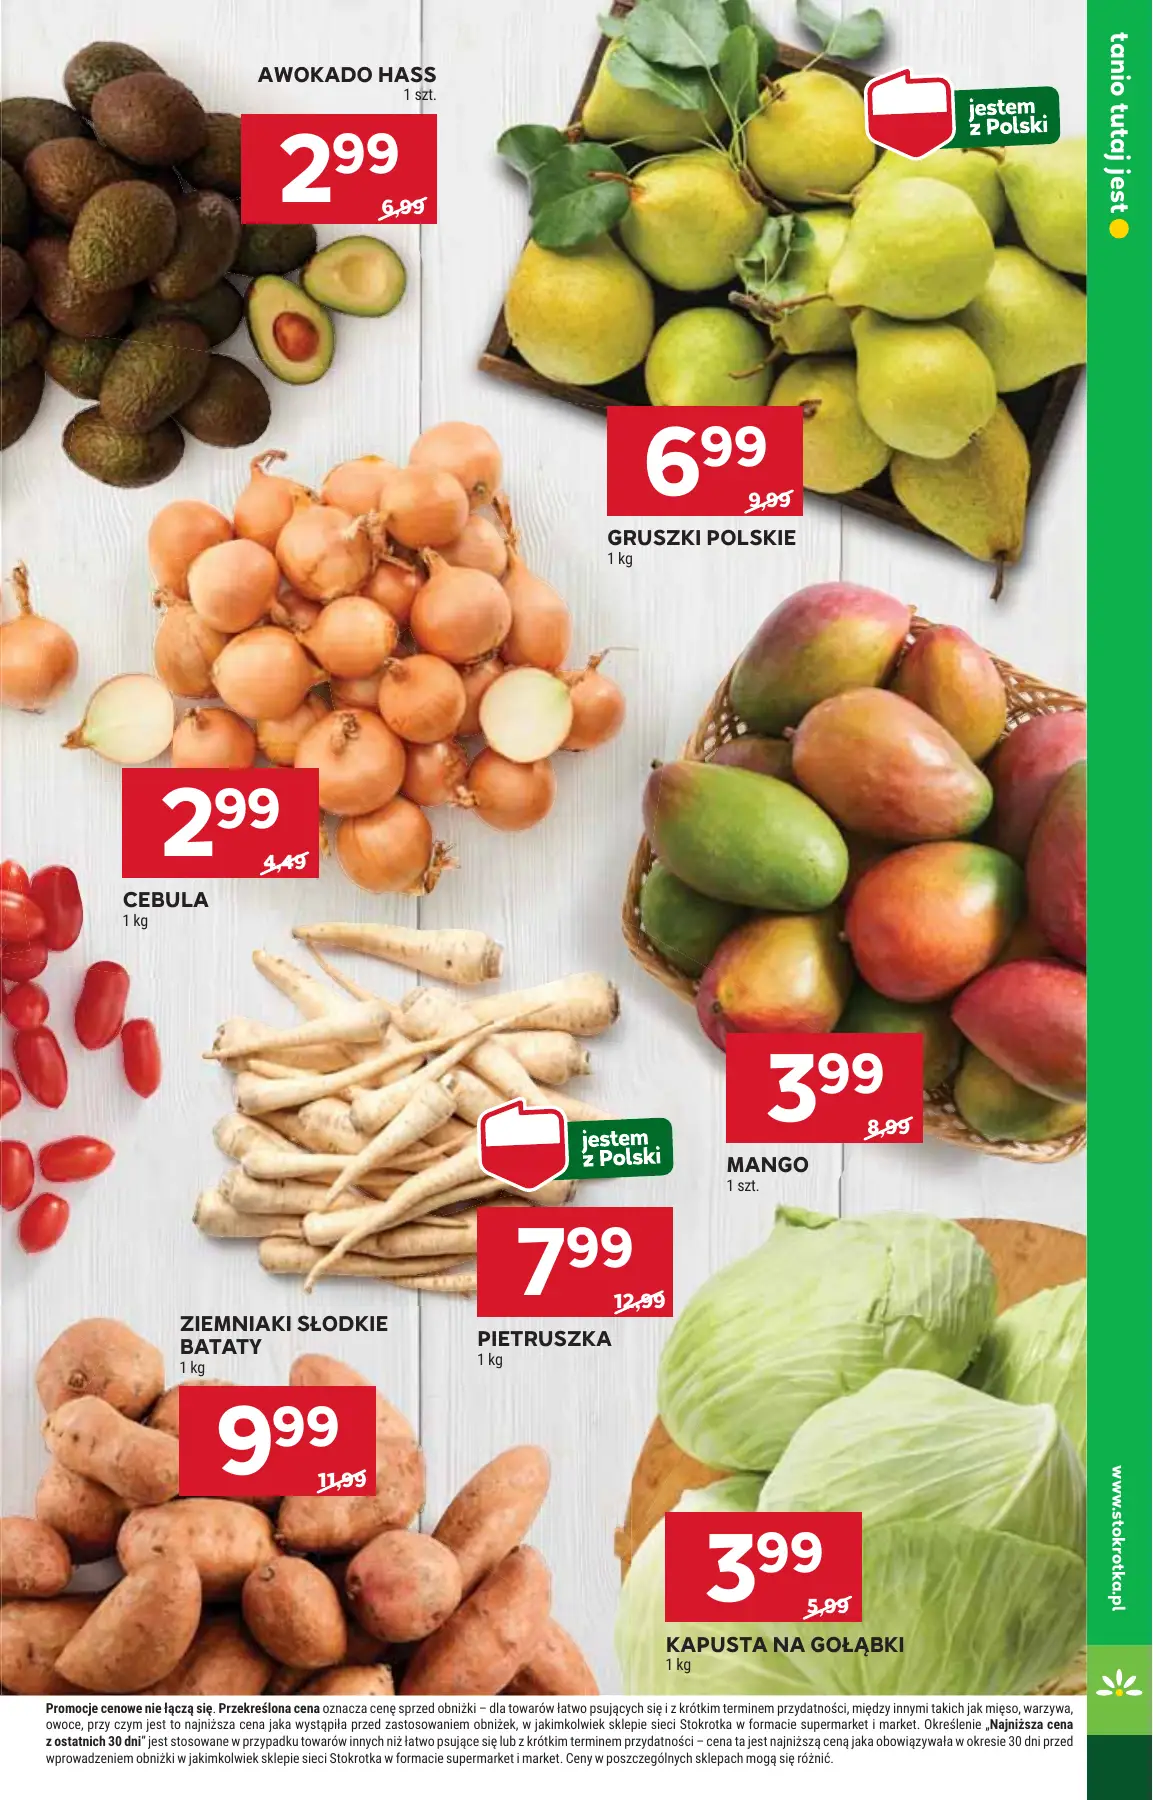 AWOKADO HASS
1 szt.
2 99
6,99
jestem
z Polski
tanio tutaj jest
6 99
9,99
GRUSZKI POLSKIE
1 kg
2 99
4,49
CEBULA
1 kg
3 99
8,99
MANGO
1 szt.
jestem
z Polski
7 99
12,99
PIETRUSZKA
1 kg
ZIEMNIAKI SŁODKIE
BATATY
1 kg
9 99
11,99
3 99
5,99
KAPUSTA NA GOŁĄBKI
1 kg
www.stokrotka.pl
Promocje cenowe nie łączą się. Przekreślona cena oznacza cenę sprzed obniżki – dla towarów łatwo psujących się i z krótkim terminem przydatności, między innymi takich jak mięso, warzywa,
owoce, przy czym jest to najniższa cena jaka wystąpiła przed zastosowaniem obniżek, w jakimkolwiek sklepie sieci Stokrotka w formacie supermarket i market. Określenie „Najniższa cena
z ostatnich 30 dni” jest stosowane w przypadku towarów innych niż łatwo psujące się lub z krótkim terminem przydatności – cena ta jest najniższą ceną jaka obowiązywała w okresie 30 dni przed
wprowadzeniem obniżki w jakimkolwiek sklepie sieci Stokrotka w formacie supermarket i market. Ceny w poszczególnych sklepach mogą się różnić.